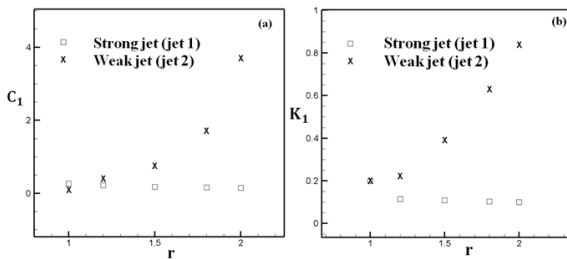 (a)
Strong jet (jet 1)
Weak jet (jet 2)
C1
4
2
0
1
1.5
2
r
(b)
Strong jet (jet 1)
Weak jet (jet 2)
K1
1
0.8
0.6
0.4
0.2
0
1
1.5
2
r